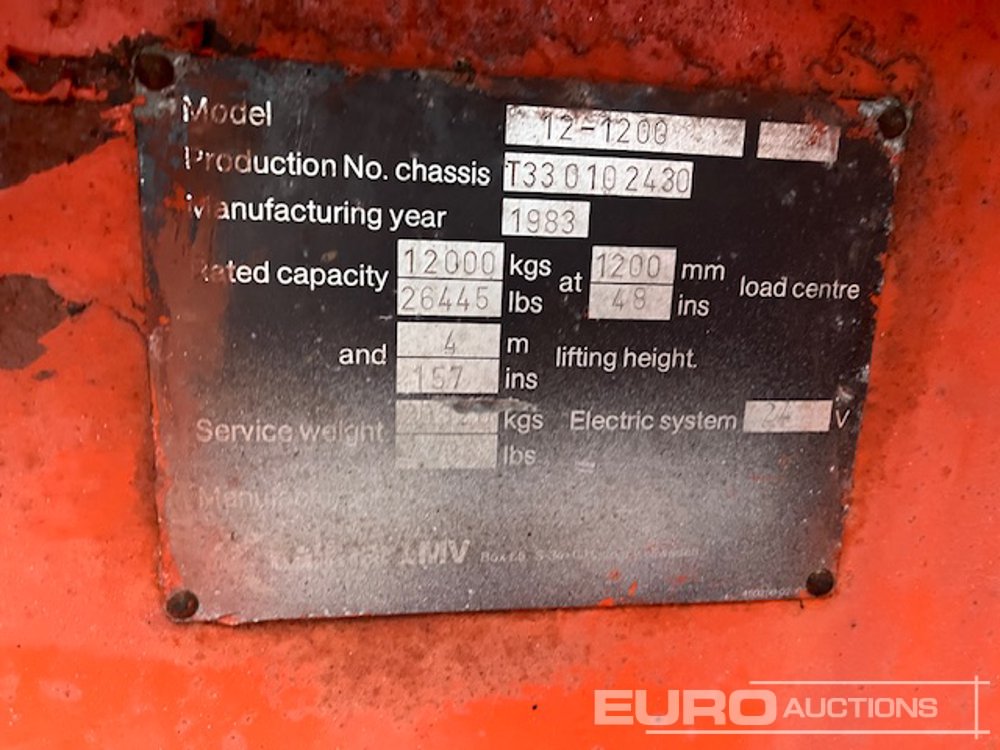 Model 12-1200
Production No. chassis T330102430
Manufacturing year 1983
Rated capacity 12000 kgs at 1200 mm load centre
26445 lbs 48 ins
and 4 m lifting height.
157 ins
Service weight kgs Electric system 24 V
lbs
LMV
EURO AUCTIONS